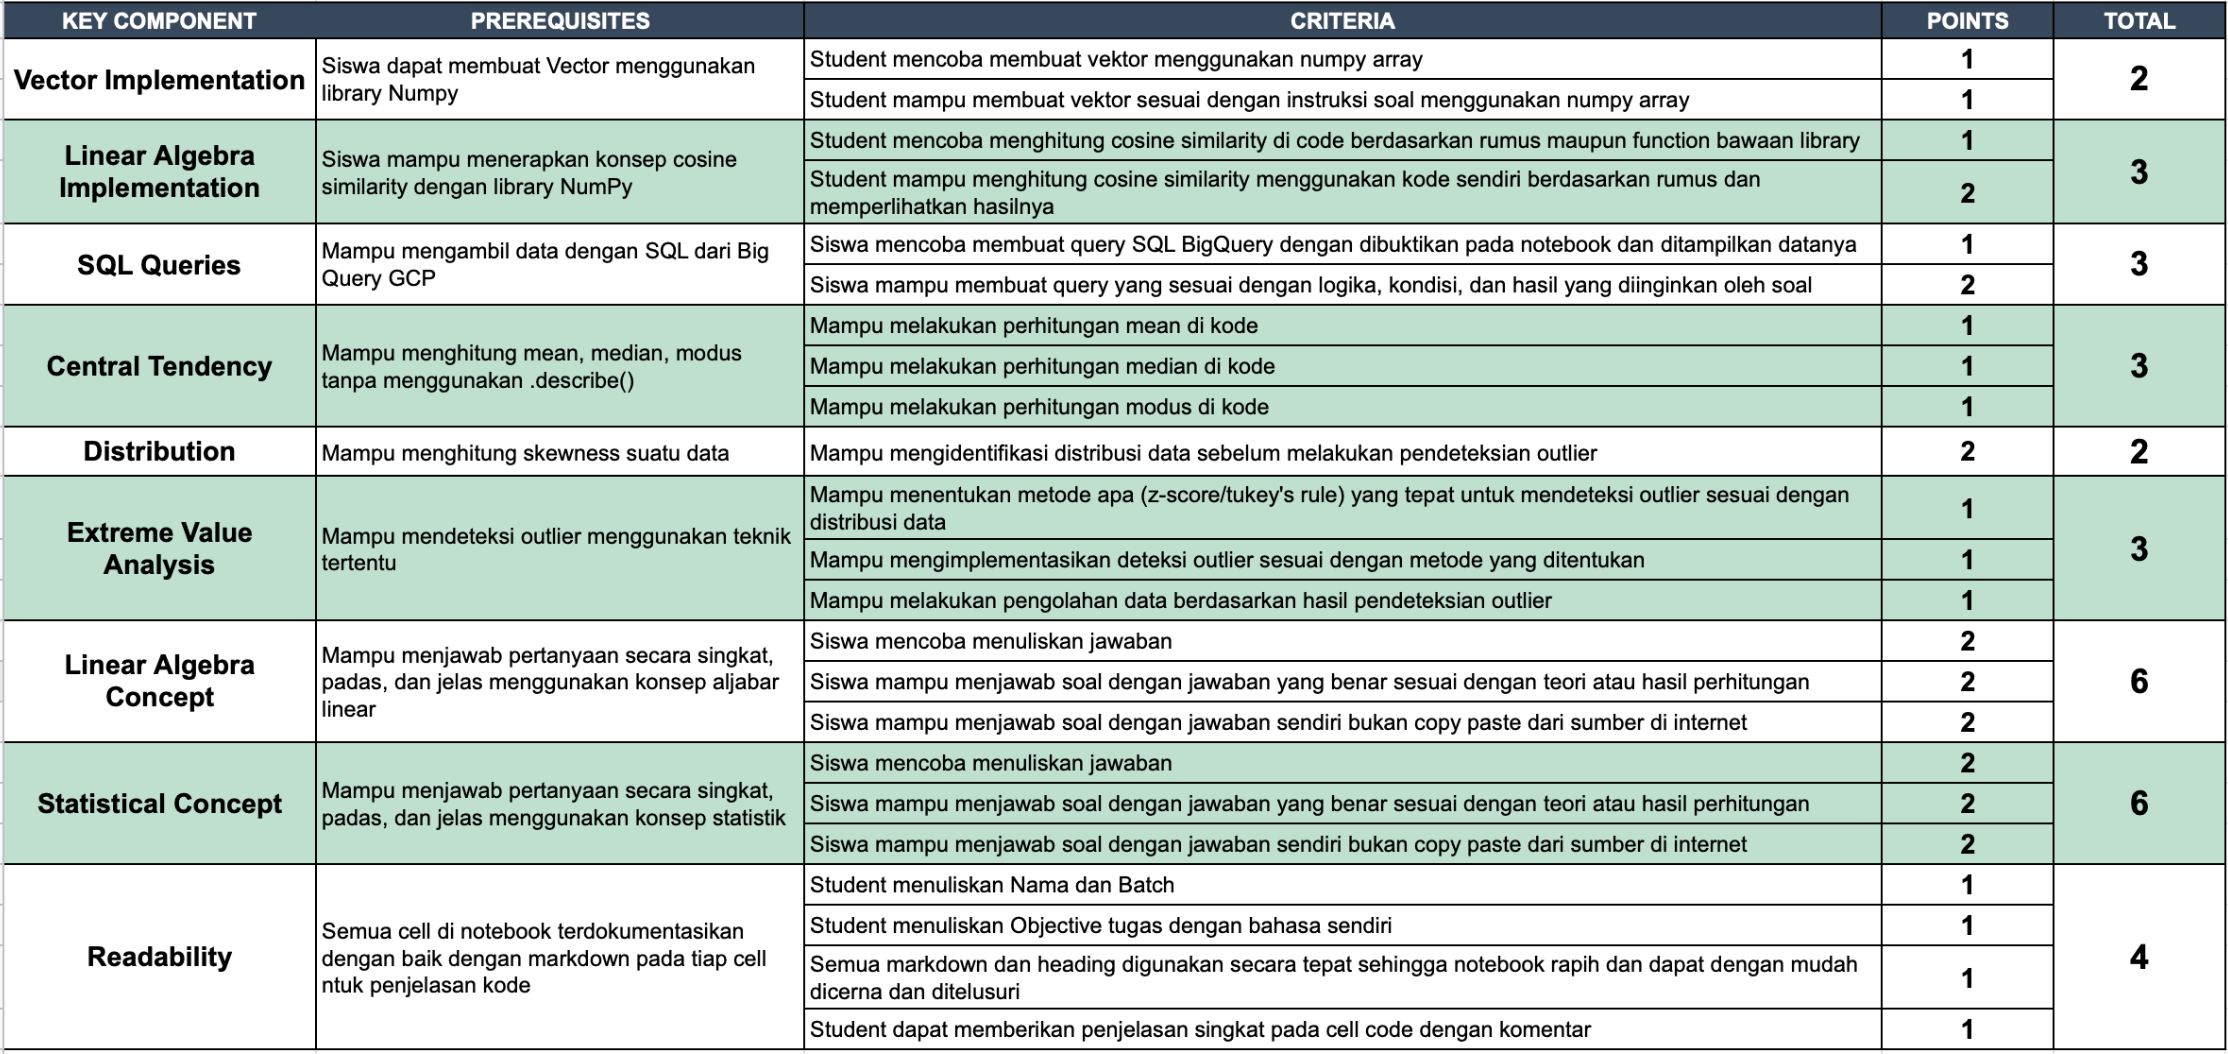 KEY COMPONENT PREREQUISITES CRITERIA POINTS TOTAL
Vector Implementation
Siswa dapat membuat Vector menggunakan
library Numpy
Student mencoba membuat vektor menggunakan numpy array
1
Student mampu membuat vektor sesuai dengan instruksi soal menggunakan numpy array
1
2
Linear Algebra
Implementation
Siswa mampu menerapkan konsep cosine
similarity dengan library NumPy
Student mencoba menghitung cosine similarity di code berdasarkan rumus maupun function bawaan library
1
Student mampu menghitung cosine similarity menggunakan kode sendiri berdasarkan rumus dan
memperlihatkan hasilnya
2
3
SQL Queries
Mampu mengambil data dengan SQL dari Big
Query GCP
Siswa mencoba membuat query SQL BigQuery dengan dibuktikan pada notebook dan ditampilkan datanya
1
Siswa mampu membuat query yang sesuai dengan logika, kondisi, dan hasil yang diinginkan oleh soal
2
3
Central Tendency
Mampu menghitung mean, median, modus
tanpa menggunakan .describe()
Mampu melakukan perhitungan mean di kode
1
Mampu melakukan perhitungan median di kode
1
Mampu melakukan perhitungan modus di kode
1
3
Distribution
Mampu menghitung skewness suatu data
Mampu mengidentifikasi distribusi data sebelum melakukan pendeteksian outlier
2
2
Extreme Value
Analysis
Mampu mendeteksi outlier menggunakan teknik
tertentu
Mampu menentukan metode apa (z-score/tukey's rule) yang tepat untuk mendeteksi outlier sesuai dengan
distribusi data
1
Mampu mengimplementasikan deteksi outlier sesuai dengan metode yang ditentukan
1
Mampu melakukan pengolahan data berdasarkan hasil pendeteksian outlier
1
3
Linear Algebra
Concept
Mampu menjawab pertanyaan secara singkat,
padas, dan jelas menggunakan konsep aljabar
linear
Siswa mencoba menuliskan jawaban
2
Siswa mampu menjawab soal dengan jawaban yang benar sesuai dengan teori atau hasil perhitungan
2
Siswa mampu menjawab soal dengan jawaban sendiri bukan copy paste dari sumber di internet
2
6
Statistical Concept
Mampu menjawab pertanyaan secara singkat,
padas, dan jelas menggunakan konsep statistik
Siswa mencoba menuliskan jawaban
2
Siswa mampu menjawab soal dengan jawaban yang benar sesuai dengan teori atau hasil perhitungan
2
Siswa mampu menjawab soal dengan jawaban sendiri bukan copy paste dari sumber di internet
2
6
Readability
Semua cell di notebook terdokumentasikan
dengan baik dengan markdown pada tiap cell
ntuk penjelasan kode
Student menuliskan Nama dan Batch
1
Student menuliskan Objective tugas dengan bahasa sendiri
1
Semua markdown dan heading digunakan secara tepat sehingga notebook rapih dan dapat dengan mudah
dicerna dan ditelusuri
1
Student dapat memberikan penjelasan singkat pada cell code dengan komentar
1
4